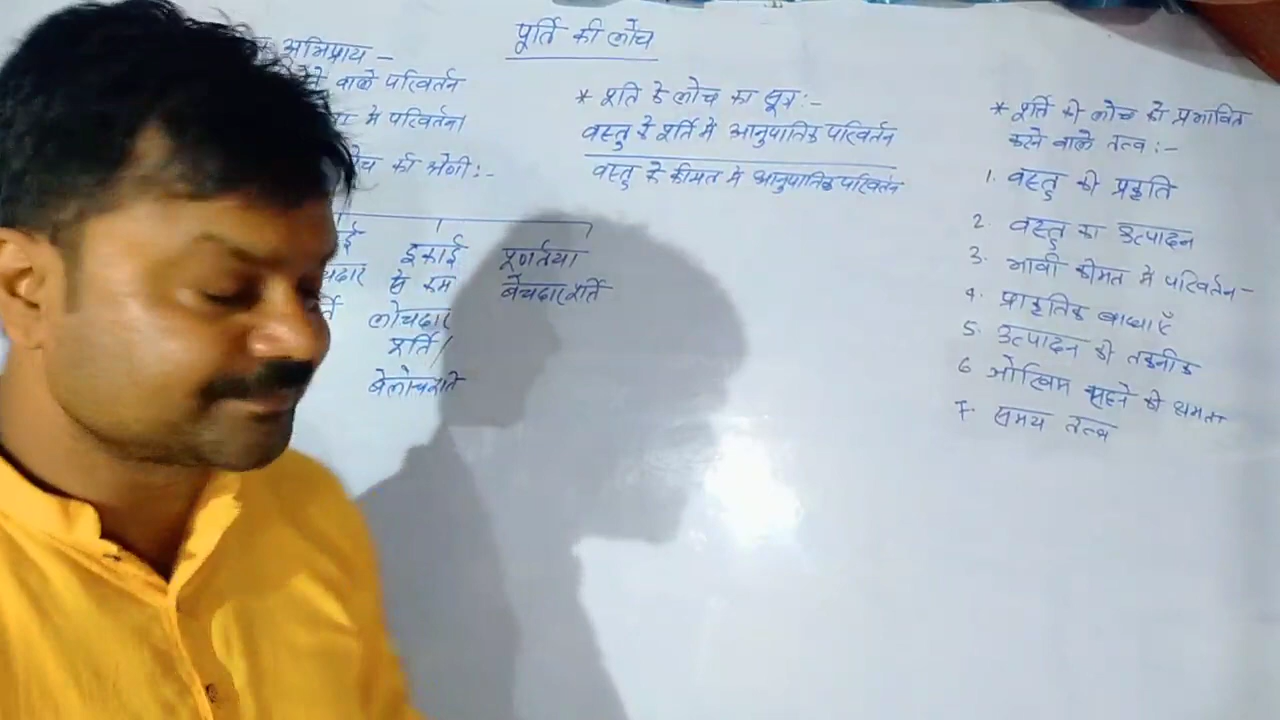 पूर्ति की लोच
अभिप्राय -
वाले परिवर्तन
मे परिवर्तन।
की श्रेणी :-
इकाई
से कम
लोचदार
पूर्ति /
बेलोच पूर्ति
पूर्णतया
बेलोचदार पूर्ति
* पूर्ति के लोच का सूत्र :-
वस्तु के पूर्ति मे आनुपातिक परिवर्तन
वस्तु के कीमत मे आनुपातिक परिवर्तन
* पूर्ति की लोच को प्रभावित
करने वाले तत्व :-
1. वस्तु की प्रकृति
2. वस्तु का उत्पादन
3. भावी कीमत मे परिवर्तन -
4. प्राकृतिक बाधाएँ
5. उत्पादन की तकनीक
6 जोखिम सहने की क्षमता
7. समय तत्व